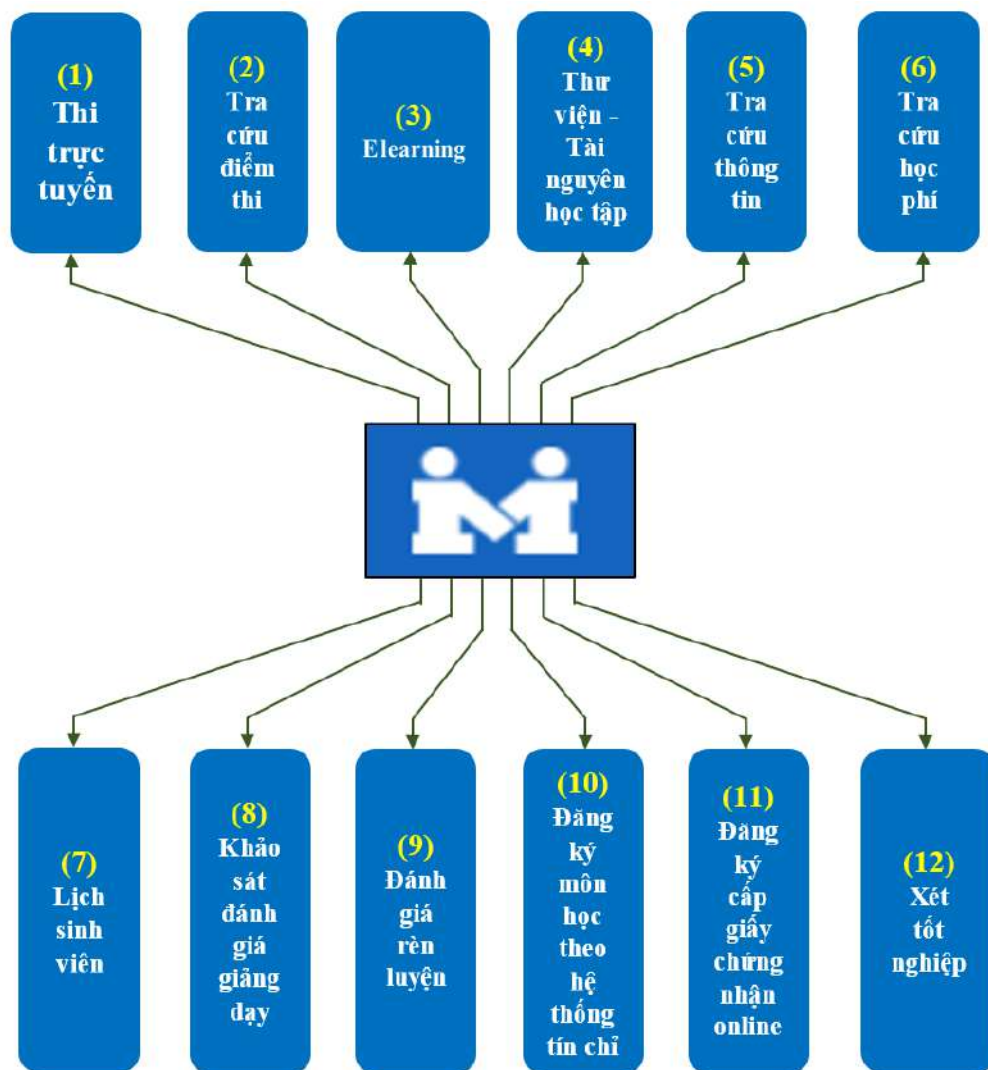 (1)
Thi
trực
tuyến
(2)
Tra
cứu
điểm
thi
(3)
Elearning
(4)
Thư
viện –
Tài
nguyên
học tập
(5)
Tra
cứu
thông
tin
(6)
Tra
cứu
học
phí
(7)
Lịch
sinh
viên
(8)
Khảo
sát
đánh
giá
giảng
dạy
(9)
Đánh
giá
rèn
luyện
(10)
Đăng
ký
môn
học
theo
hệ
thống
tín chỉ
(11)
Đăng
ký
cấp
giấy
chứng
nhận
online
(12)
Xét
tốt
nghiệp